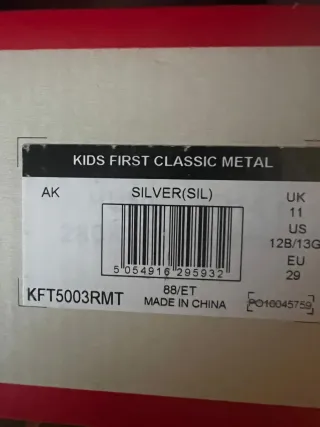 KIDS FIRST CLASSIC METAL
AK
SILVER(SIL)
5 054916 295932
88/ET
MADE IN CHINA
KFT5003RMT
UK
11
US
12B/13G
EU
29
PO10045759